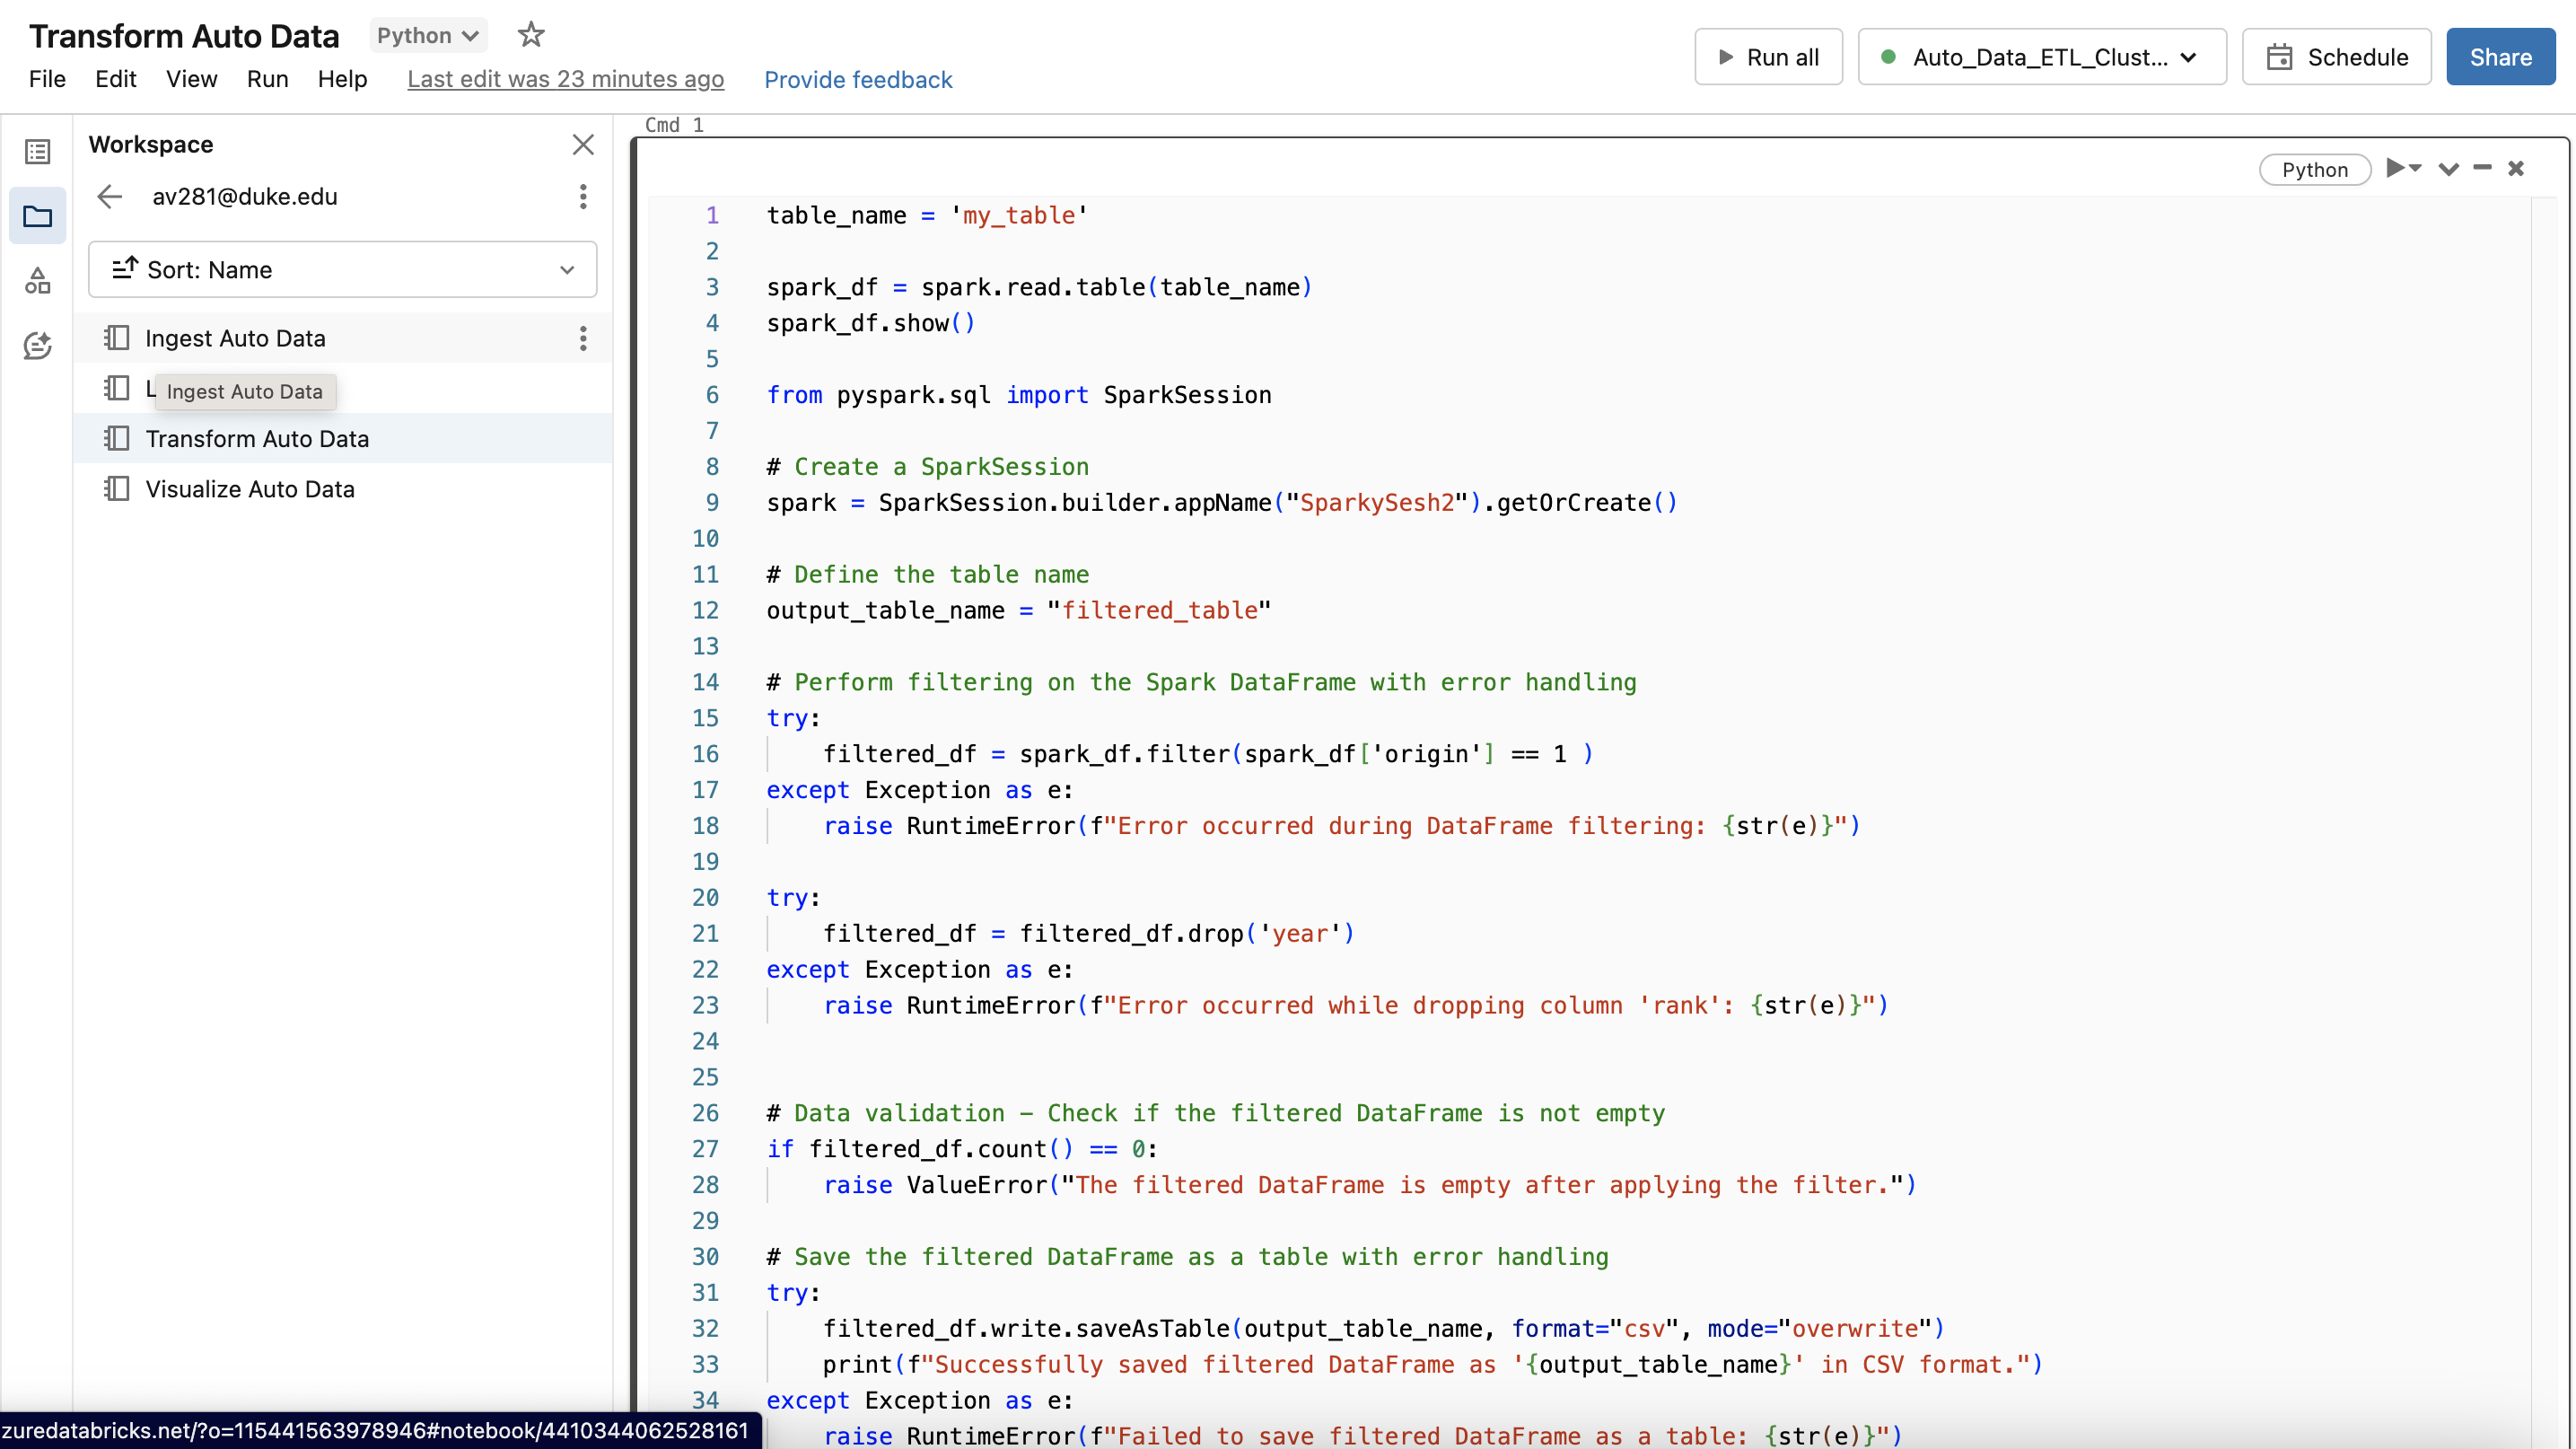 Transform Auto Data Python
File Edit View Run Help Last edit was 23 minutes ago Provide feedback
Run all Auto_Data_ETL_Clust... Schedule Share
Workspace
av281@duke.edu
Sort: Name
Ingest Auto Data
L
Ingest Auto Data
Transform Auto Data
Visualize Auto Data
zuredatabricks.net/?o=115441563978946#notebook/4410344062528161
Cmd 1
Python
1 table_name = 'my_table'
2
3 spark_df = spark.read.table(table_name)
4 spark_df.show()
5
6 from pyspark.sql import SparkSession
7
8 # Create a SparkSession
9 spark = SparkSession.builder.appName("SparkySesh2").getOrCreate()
10
11 # Define the table name
12 output_table_name = "filtered_table"
13
14 # Perform filtering on the Spark DataFrame with error handling
15 try:
16 filtered_df = spark_df.filter(spark_df['origin'] == 1 )
17 except Exception as e:
18 raise RuntimeError(f"Error occurred during DataFrame filtering: {str(e)}")
19
20 try:
21 filtered_df = filtered_df.drop('year')
22 except Exception as e:
23 raise RuntimeError(f"Error occurred while dropping column 'rank': {str(e)}")
24
25
26 # Data validation – Check if the filtered DataFrame is not empty
27 if filtered_df.count() == 0:
28 raise ValueError("The filtered DataFrame is empty after applying the filter.")
29
30 # Save the filtered DataFrame as a table with error handling
31 try:
32 filtered_df.write.saveAsTable(output_table_name, format="csv", mode="overwrite")
33 print(f"Successfully saved filtered DataFrame as '{output_table_name}' in CSV format.")
34 except Exception as e:
raise RuntimeError(f"Failed to save filtered DataFrame as a table: {str(e)}")